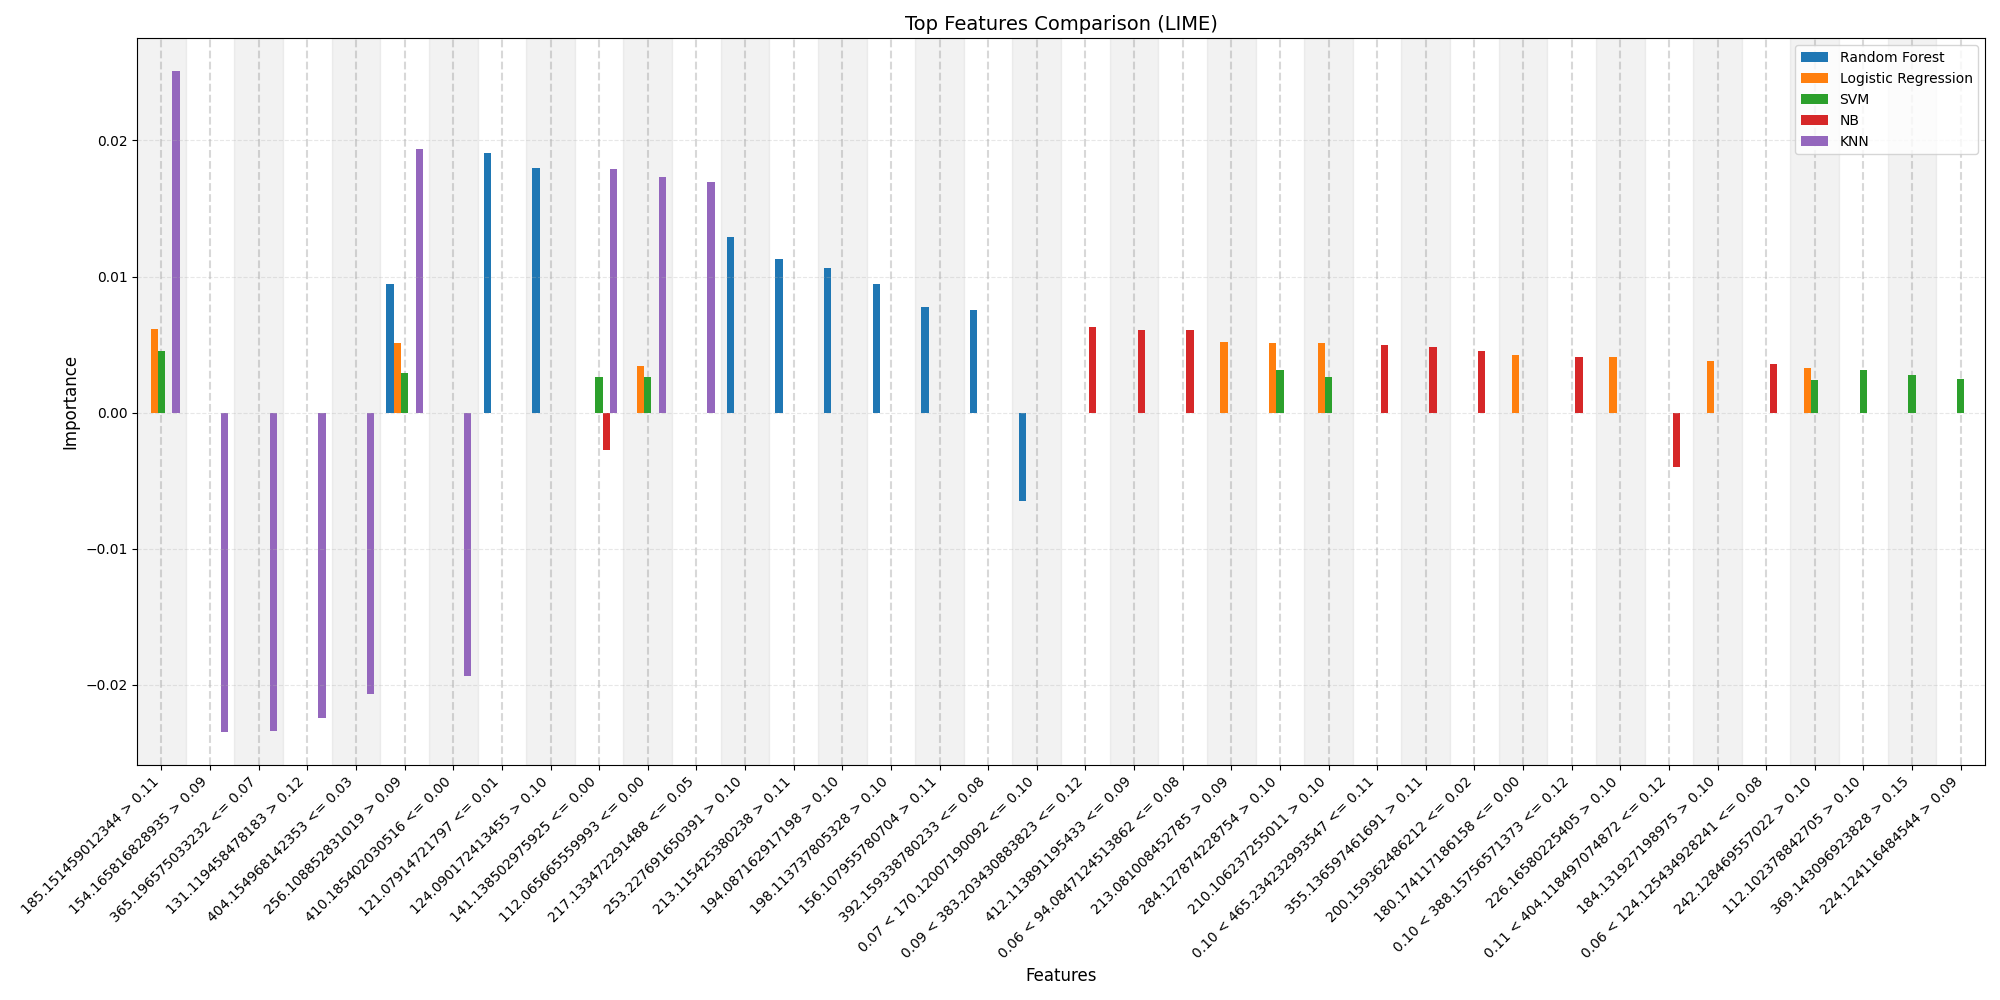 Top Features Comparison (LIME)
Random Forest
Logistic Regression
SVM
NB
KNN
Importance
0.02
0.01
0.00
−0.01
−0.02
185.151459012344 > 0.11
154.165816828935 > 0.09
365.196575033232 <= 0.07
131.119458478183 > 0.12
404.154968142353 <= 0.03
256.108852831019 > 0.09
410.185402030516 <= 0.00
121.079147721797 <= 0.01
124.090172413455 > 0.10
141.138502975925 <= 0.00
112.065665559993 <= 0.00
217.133472291488 <= 0.05
253.227691650391 > 0.10
213.115425380238 > 0.11
194.087162917198 > 0.10
198.113737805328 > 0.10
156.107955780704 > 0.11
392.159338780233 <= 0.08
0.07 < 170.120071190092 <= 0.10
0.09 < 383.203430883823 <= 0.12
412.113891195433 <= 0.09
0.06 < 94.0847124513862 <= 0.08
213.081008452785 > 0.09
284.127874228754 > 0.10
210.106237255011 > 0.10
0.10 < 465.234232993547 <= 0.11
355.136597461691 > 0.11
200.159362486212 <= 0.02
180.174117186158 <= 0.00
0.10 < 388.15756571373 <= 0.12
226.165802225405 > 0.10
0.11 < 404.118497074872 <= 0.12
184.131927198975 > 0.10
0.06 < 124.125434928241 <= 0.08
242.128469557022 > 0.10
112.102378842705 > 0.10
369.143096923828 > 0.15
224.124116484544 > 0.09
Features